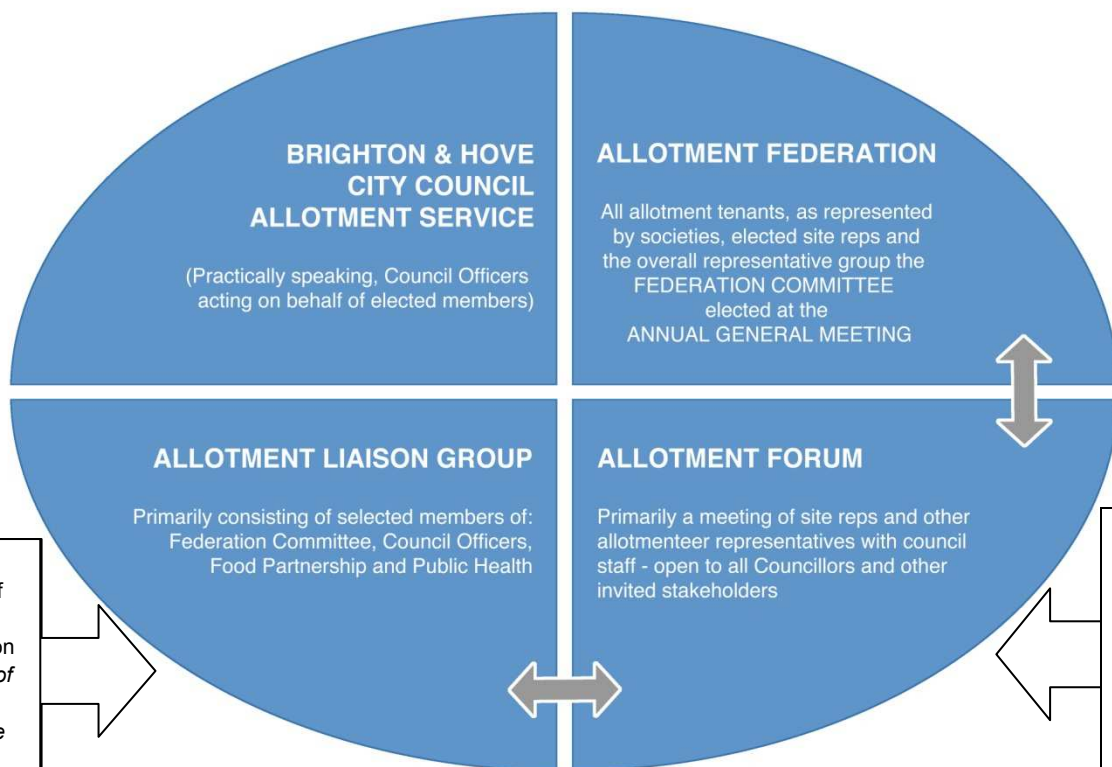 BRIGHTON & HOVE
CITY COUNCIL
ALLOTMENT SERVICE
(Practically speaking, Council Officers
acting on behalf of elected members)
ALLOTMENT FEDERATION
All allotment tenants, as represented
by societies, elected site reps and
the overall representative group the
FEDERATION COMMITTEE
elected at the
ANNUAL GENERAL MEETING
ALLOTMENT LIAISON GROUP
Primarily consisting of selected members of:
Federation Committee, Council Officers,
Food Partnership and Public Health
ALLOTMENT FORUM
Primarily a meeting of site reps and other
allotmenteer representatives with council
staff - open to all Councillors and other
invited stakeholders
of